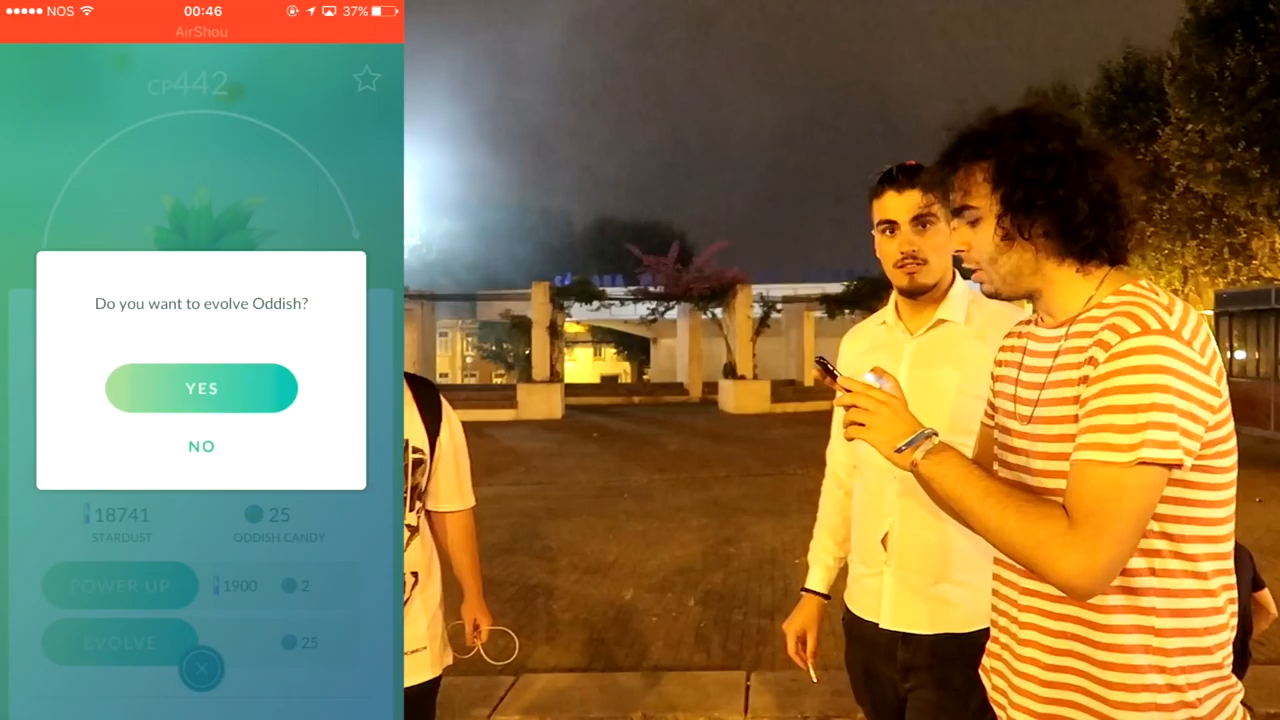 NOS 00:46 37%
AirShou
CP442
Do you want to evolve Oddish?
YES
NO
18741 25
STARDUST ODDISH CANDY
POWER UP 1900 2
EVOLVE 25